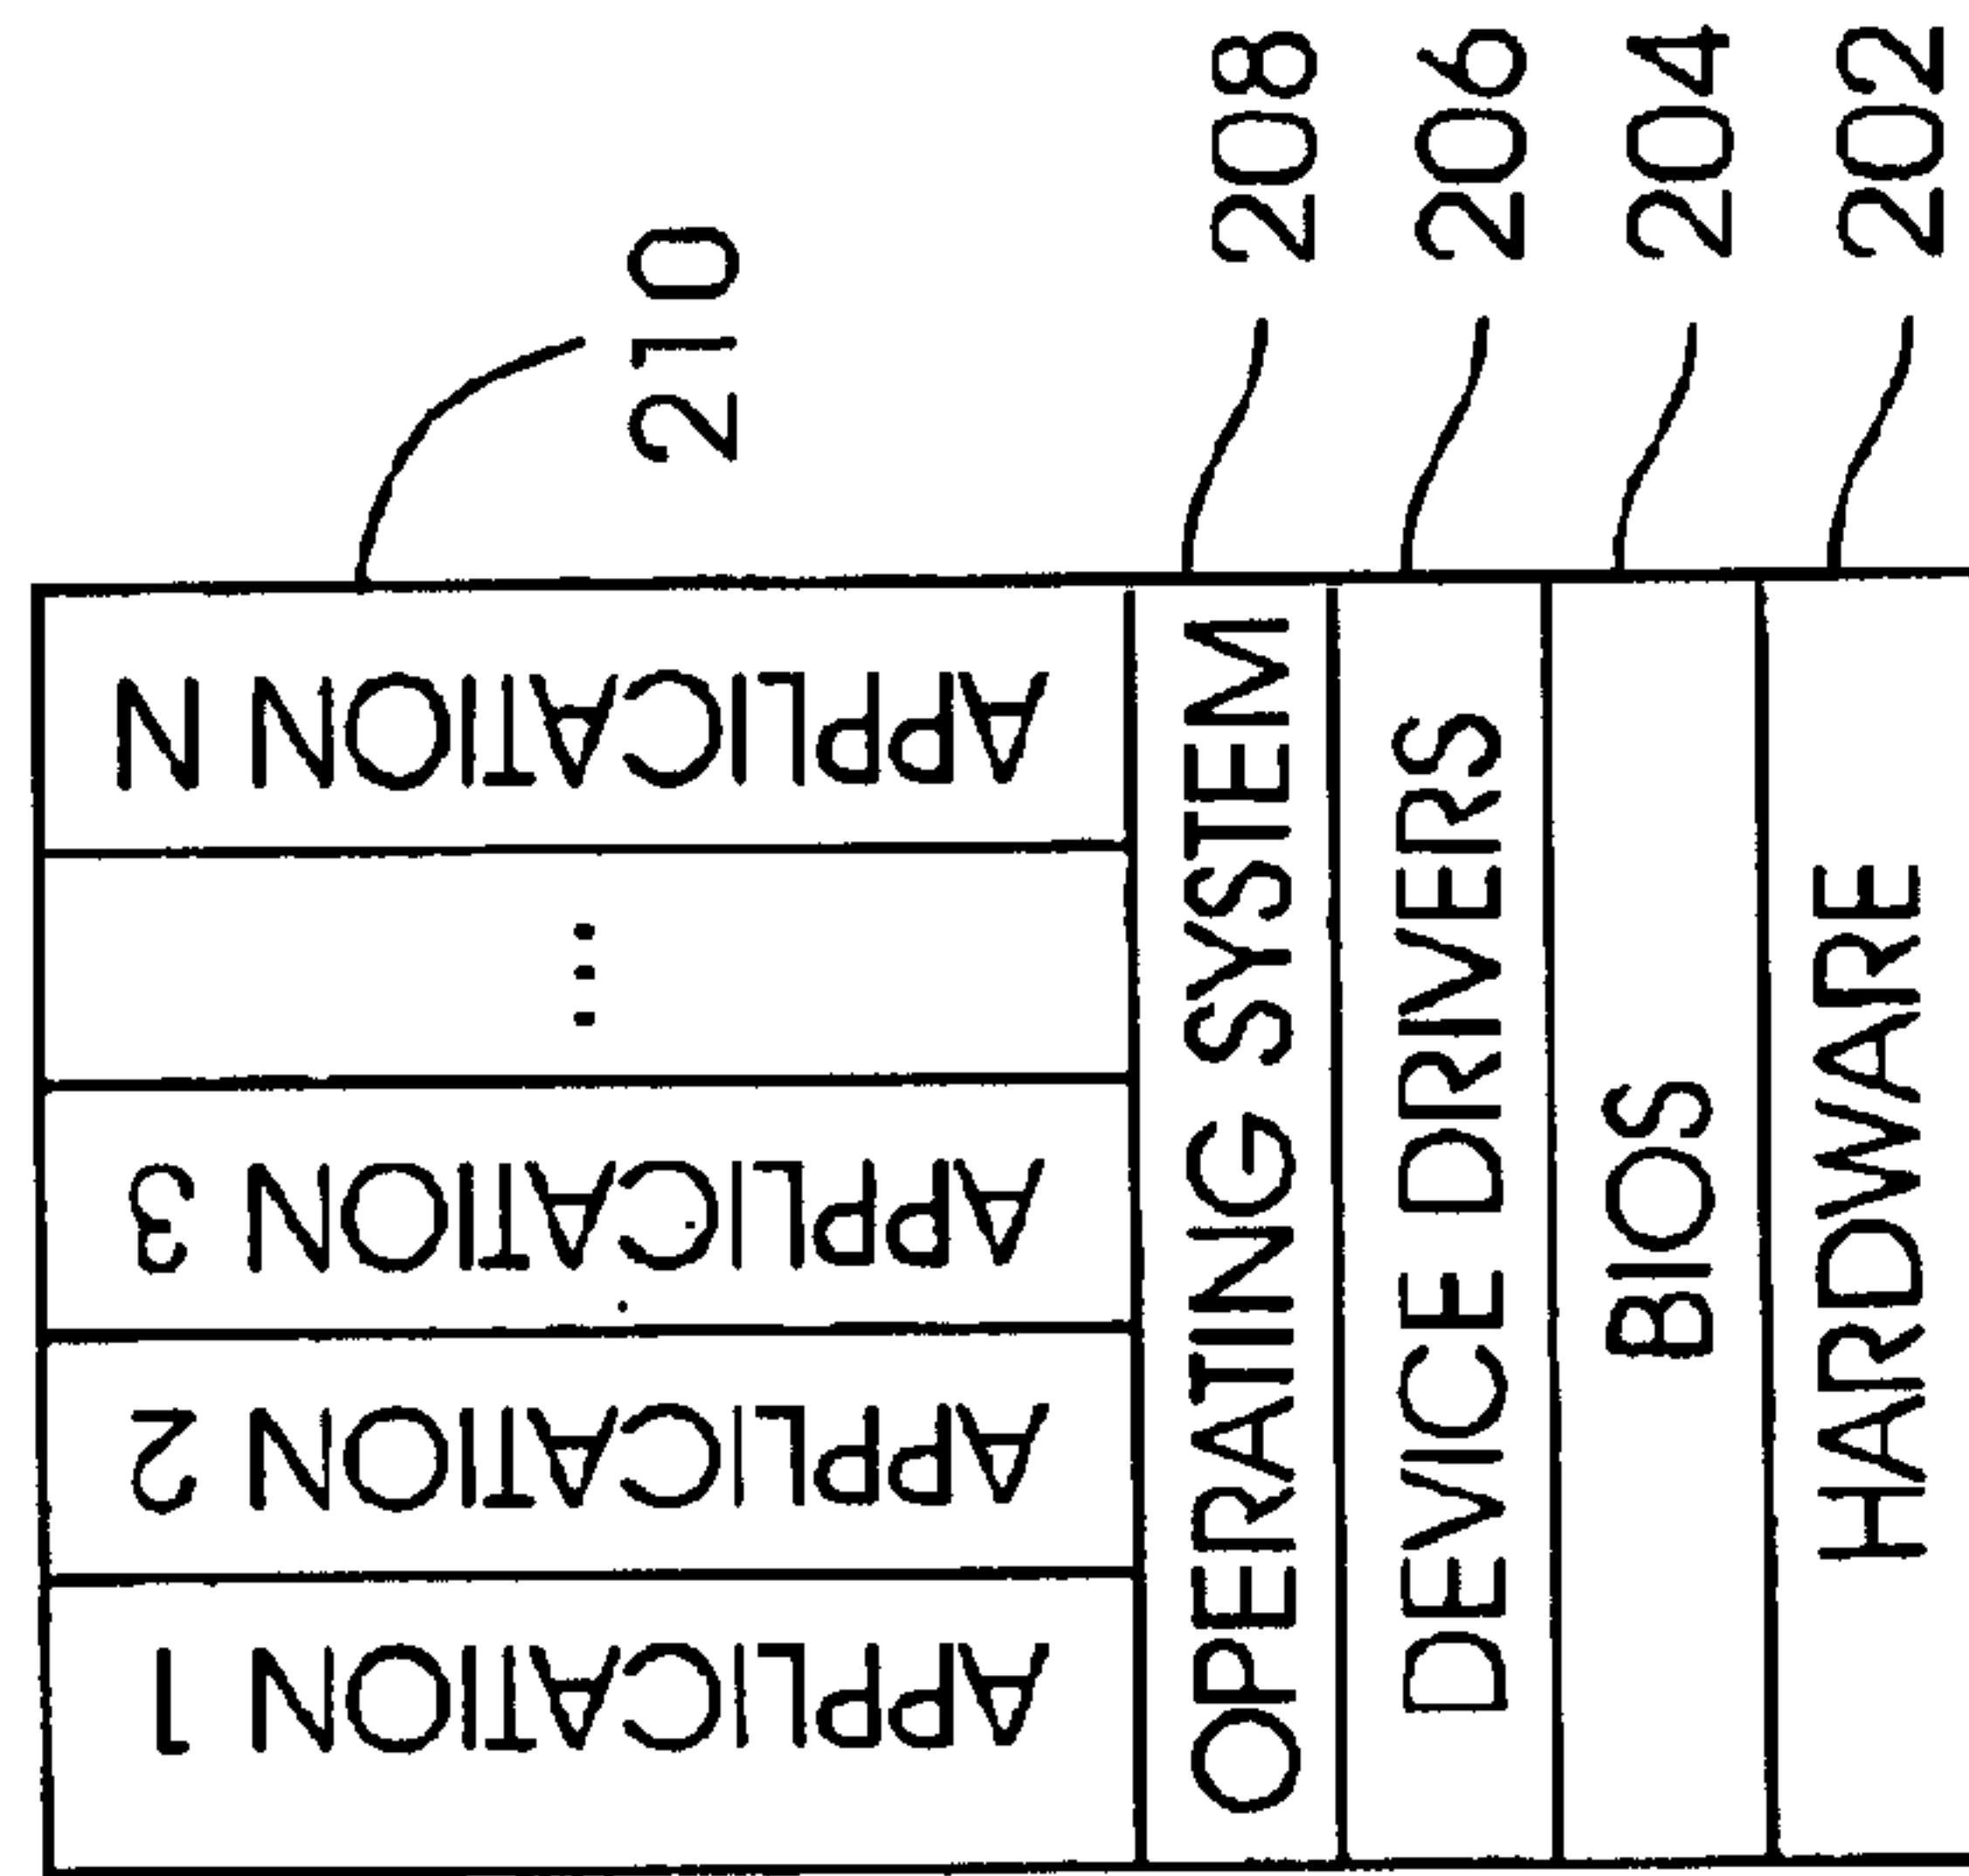 APPLICATION 1
APPLICATION 2
APPLICATION 3
...
APPLICATION N
210
OPERATING SYSTEM
208
DEVICE DRIVERS
206
BIOS
204
HARDWARE
202